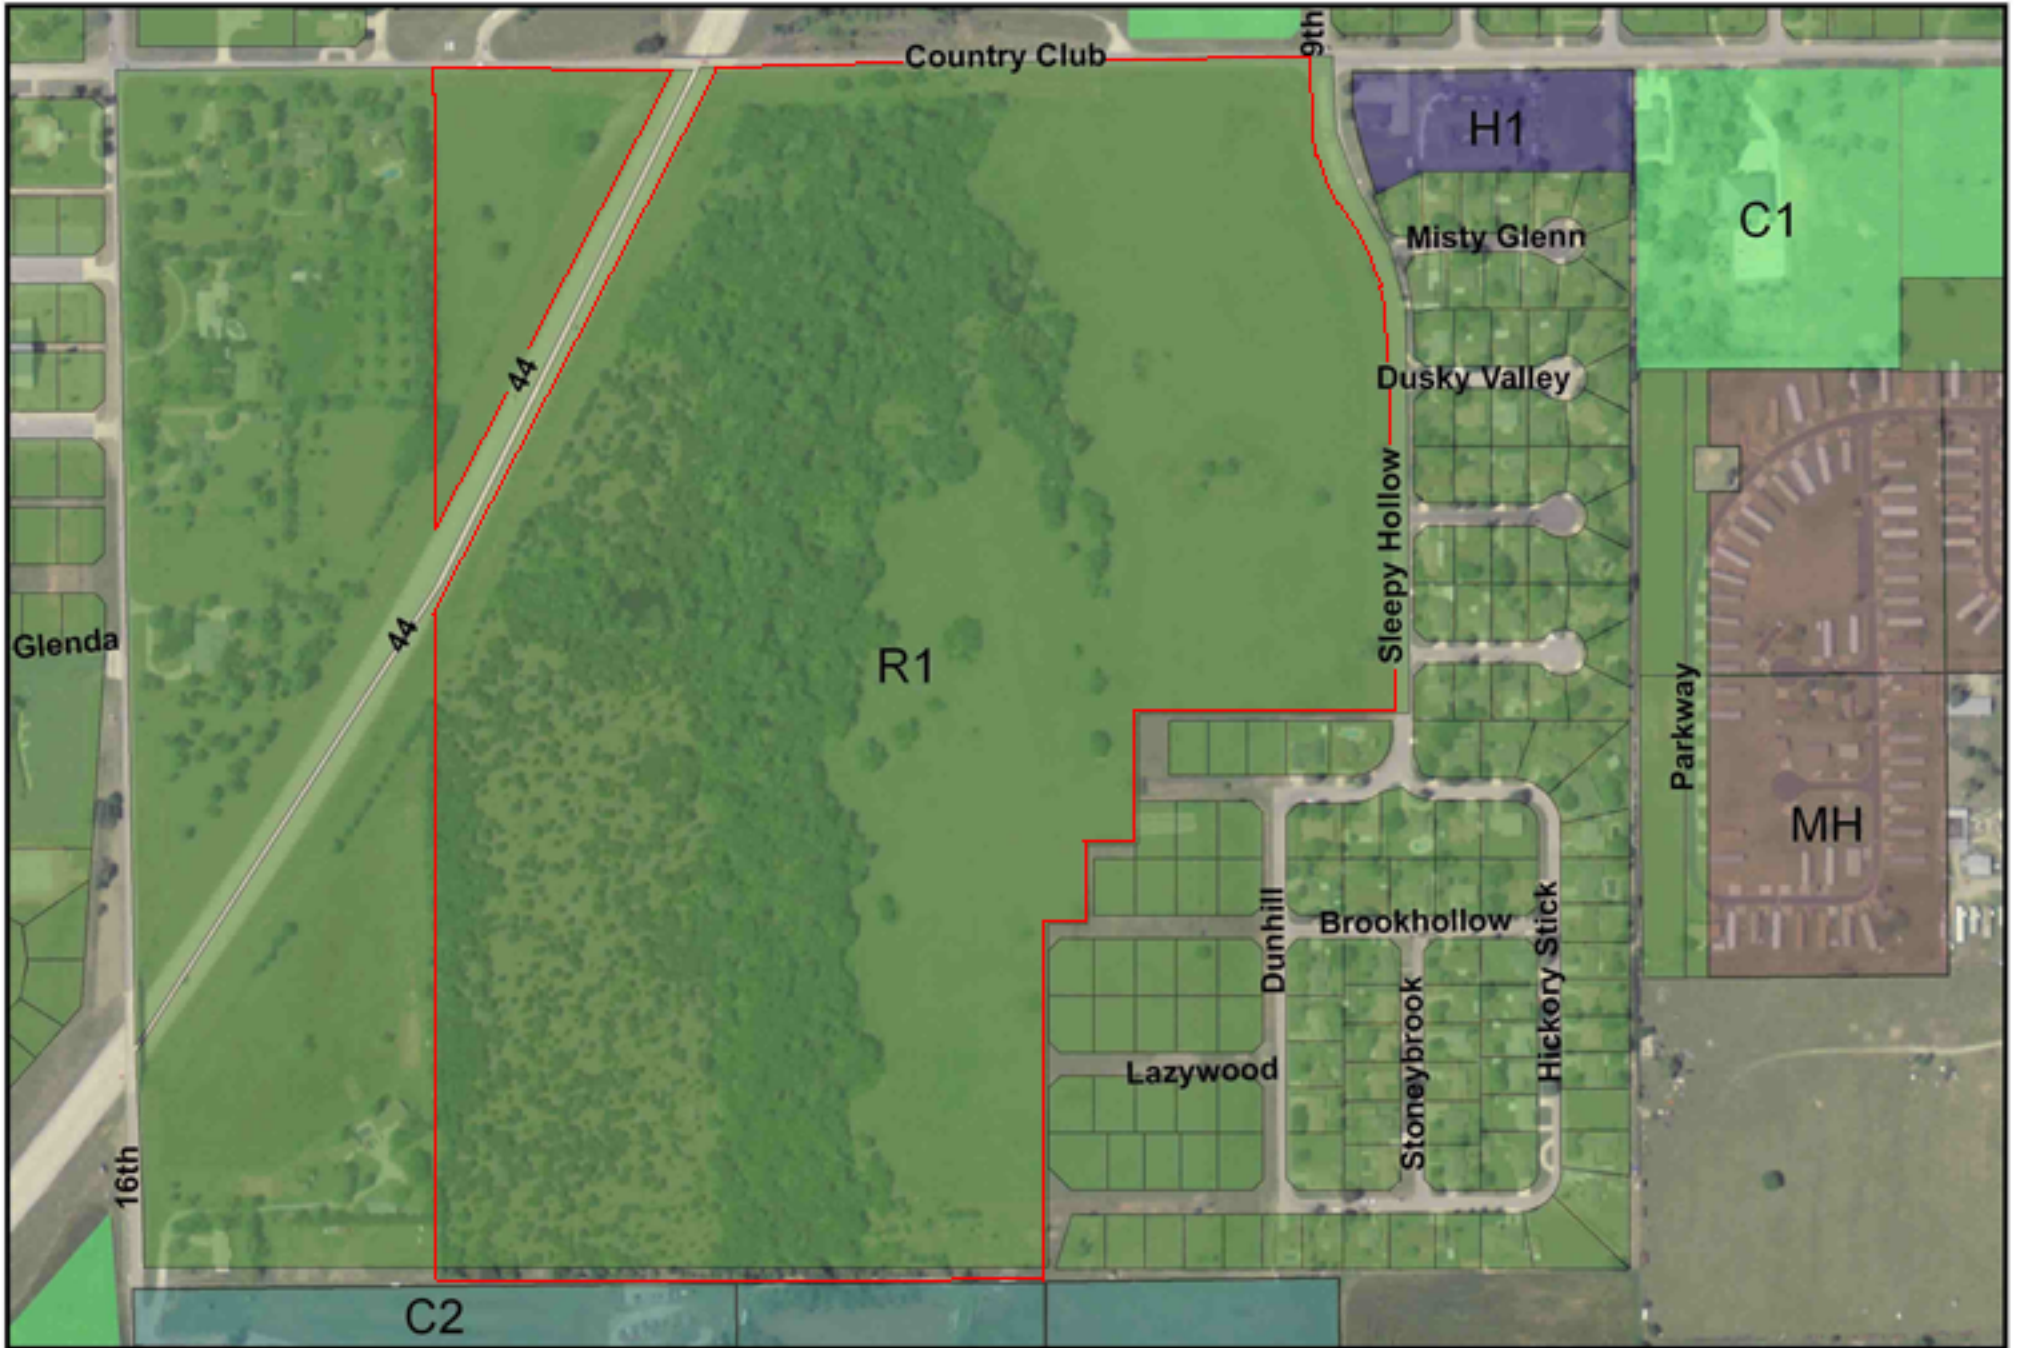 Country Club
9th
H1
C1
Misty Glenn
44
Dusky Valley
Sleepy Hollow
44
Glenda
R1
Parkway
MH
Dunhill
Brookhollow
Hickory Stick
Stoneybrook
Lazywood
16th
C2